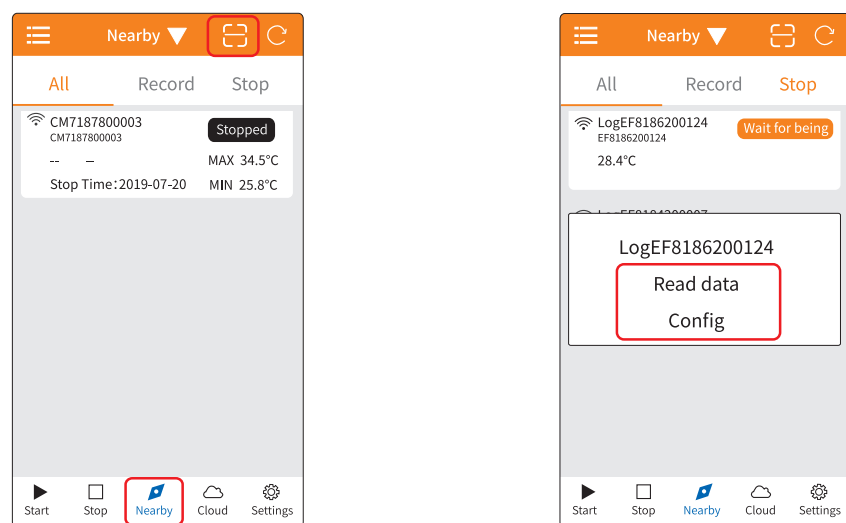 Nearby
All Record Stop
CM7187800003
CM7187800003
Stopped
-- –
MAX 34.5°C
Stop Time:2019-07-20
MIN 25.8°C
Start Stop Nearby Cloud Settings
Nearby
All Record Stop
LogEF8186200124
EF8186200124
Wait for being
28.4°C
LogEF8186200124
Read data
Config
Start Stop Nearby Cloud Settings